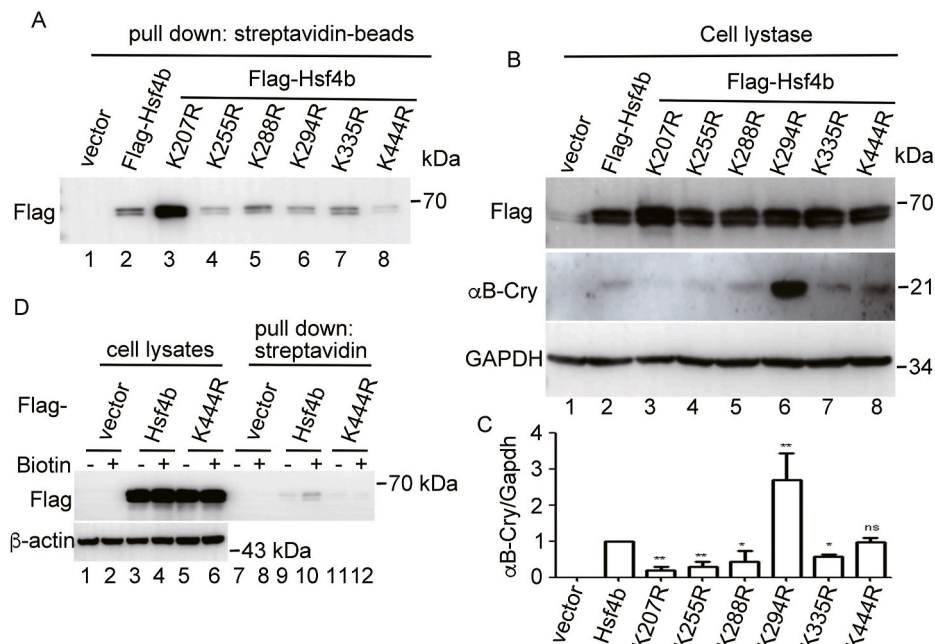 A
pull down: streptavidin-beads
Flag-Hsf4b
vector
Flag-Hsf4b
K207R
K255R
K288R
K294R
K335R
K444R
kDa
Flag
-70
1 2 3 4 5 6 7 8
B
Cell lystase
Flag-Hsf4b
vector
Flag-Hsf4b
K207R
K255R
K288R
K294R
K335R
K444R
kDa
Flag
-70
αB-Cry
-21
GAPDH
-34
1 2 3 4 5 6 7 8
D
cell lysates
pull down:
streptavidin
Flag-
vector
Hsf4b
K444R
vector
Hsf4b
K444R
Biotin - + - + - + - + - + - +
Flag
-70 kDa
β-actin
-43 kDa
1 2 3 4 5 6 7 8 9 10 11 12
C
αB-Cry/Gapdh
4
3
2
1
0
** ** * ** * ns
vector
Hsf4b
K207R
K255R
K288R
K294R
K335R
K444R